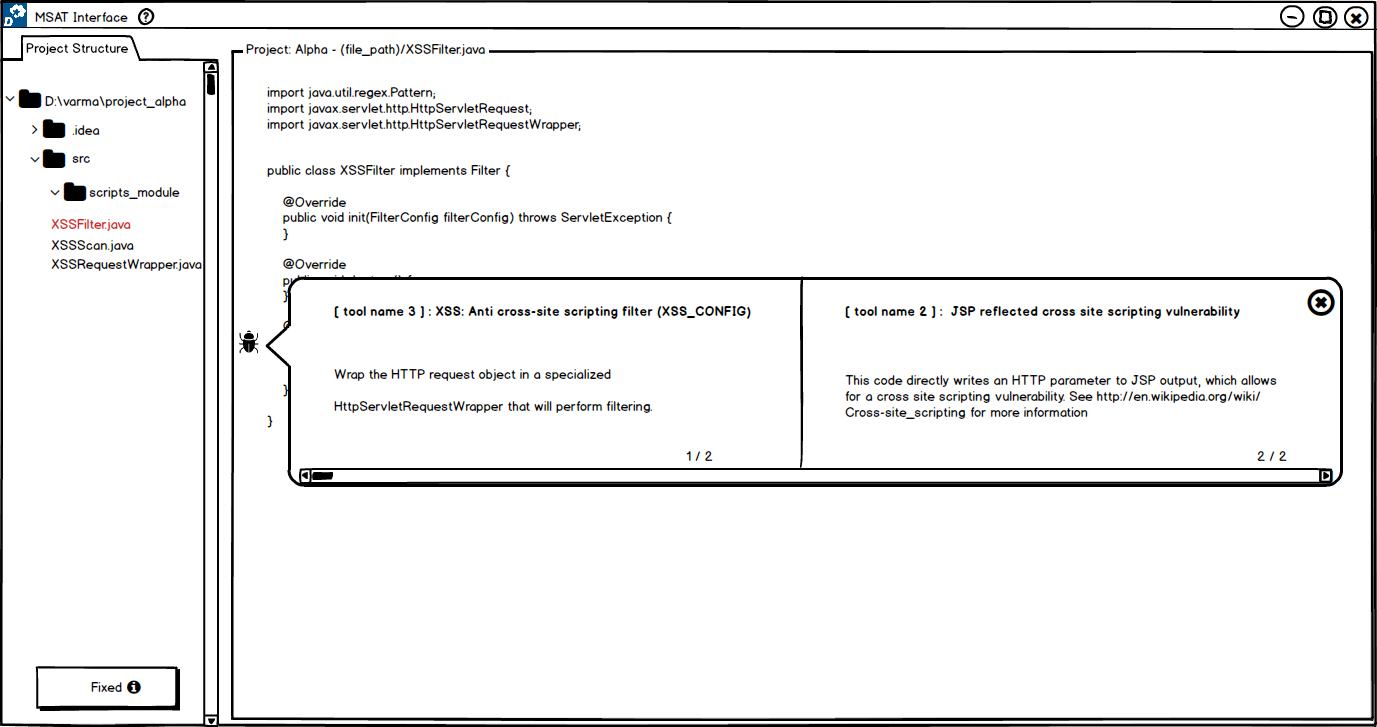 MSAT Interface
Project Structure
D:\varma\project_alpha
.idea
src
scripts_module
XSSFilter.java
XSSScan.java
XSSRequestWrapper.java
Fixed
Project: Alpha - (file_path)/XSSFilter.java
import java.util.regex.Pattern;
import javax.servlet.http.HttpServletRequest;
import javax.servlet.http.HttpServletRequestWrapper;
public class XSSFilter implements Filter {
@Override
public void init(FilterConfig filterConfig) throws ServletException {
}
@Override
}
}
}
[ tool name 3 ] : XSS: Anti cross-site scripting filter (XSS_CONFIG)
Wrap the HTTP request object in a specialized
HttpServletRequestWrapper that will perform filtering.
1 / 2
[ tool name 2 ] : JSP reflected cross site scripting vulnerability
This code directly writes an HTTP parameter to JSP output, which allows
for a cross site scripting vulnerability. See http://en.wikipedia.org/wiki/
Cross-site_scripting for more information
2 / 2